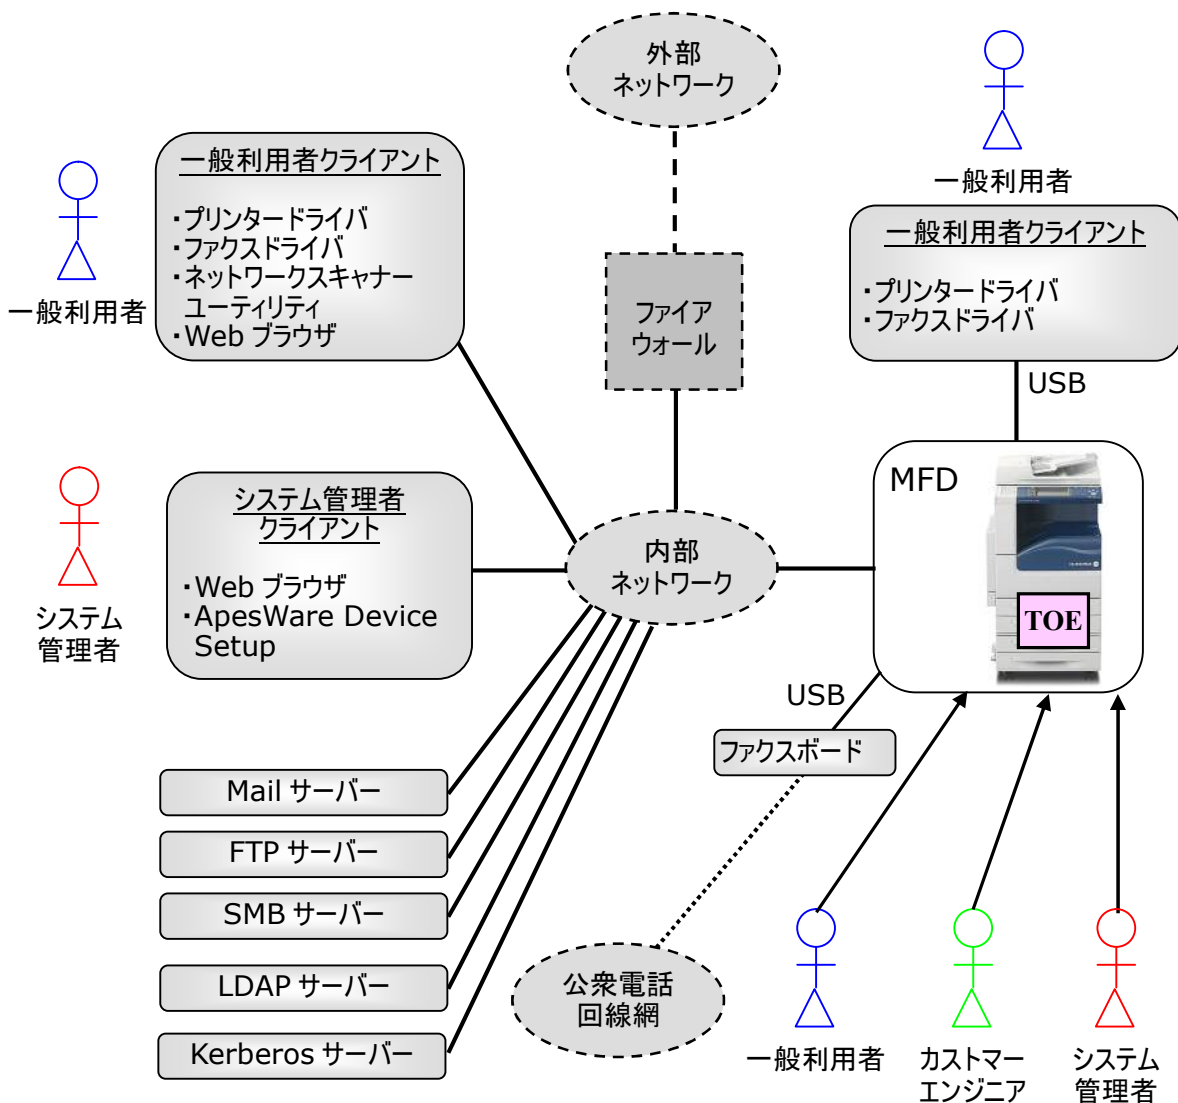 外部
ネットワーク
一般利用者
一般利用者クライアント
・プリンタードライバ
・ファクスドライバ
・ネットワークスキャナー
ユーティリティ
・Web ブラウザ
一般利用者
一般利用者クライアント
・プリンタードライバ
・ファクスドライバ
ファイア
ウォール
USB
MFD
TOE
システム管理者
クライアント
・Web ブラウザ
・ApesWare Device
Setup
システム
管理者
内部
ネットワーク
USB
ファクスボード
Mail サーバー
FTP サーバー
SMB サーバー
LDAP サーバー
Kerberos サーバー
公衆電話
回線網
一般利用者
カストマー
エンジニア
システム
管理者